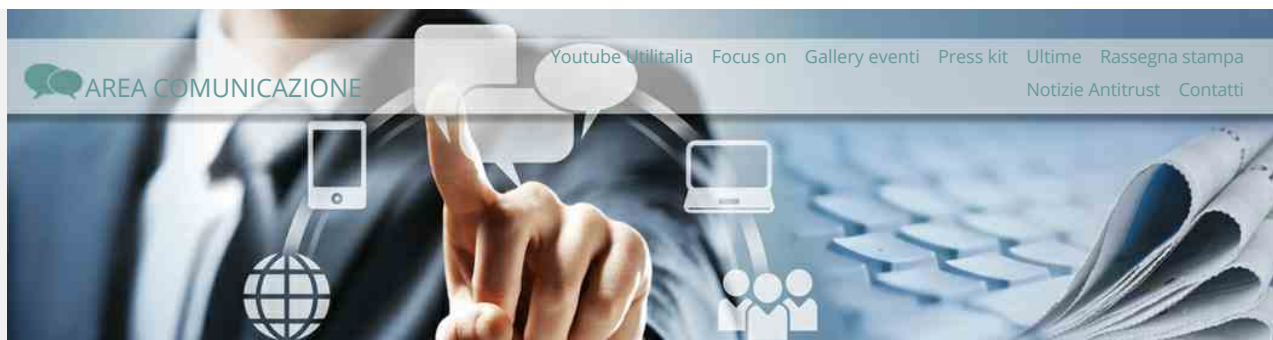 Youtube Utilitalia Focus on Gallery eventi Press kit Ultime Rassegna stampa
AREA COMUNICAZIONE
Notizie Antitrust Contatti